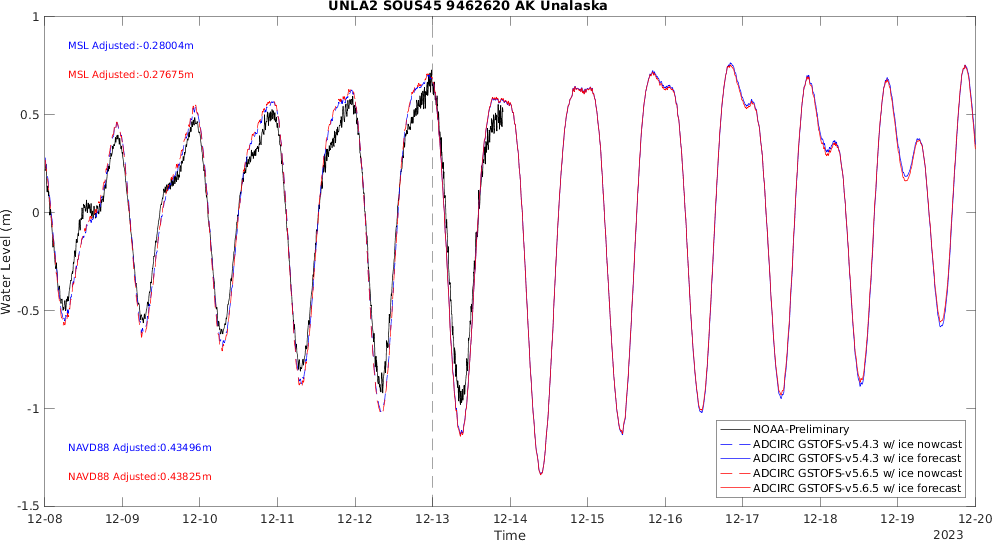 UNLA2 SOUS45 9462620 AK Unalaska
MSL Adjusted:-0.28004m
MSL Adjusted:-0.27675m
NAVD88 Adjusted:0.43496m
NAVD88 Adjusted:0.43825m
Water Level (m)
1
0.5
0
-0.5
-1
-1.5
NOAA-Preliminary
ADCIRC GSTOFS-v5.4.3 w/ ice nowcast
ADCIRC GSTOFS-v5.4.3 w/ ice forecast
ADCIRC GSTOFS-v5.6.5 w/ ice nowcast
ADCIRC GSTOFS-v5.6.5 w/ ice forecast
12-08 12-09 12-10 12-11 12-12 12-13 12-14 12-15 12-16 12-17 12-18 12-19 12-20
Time
2023